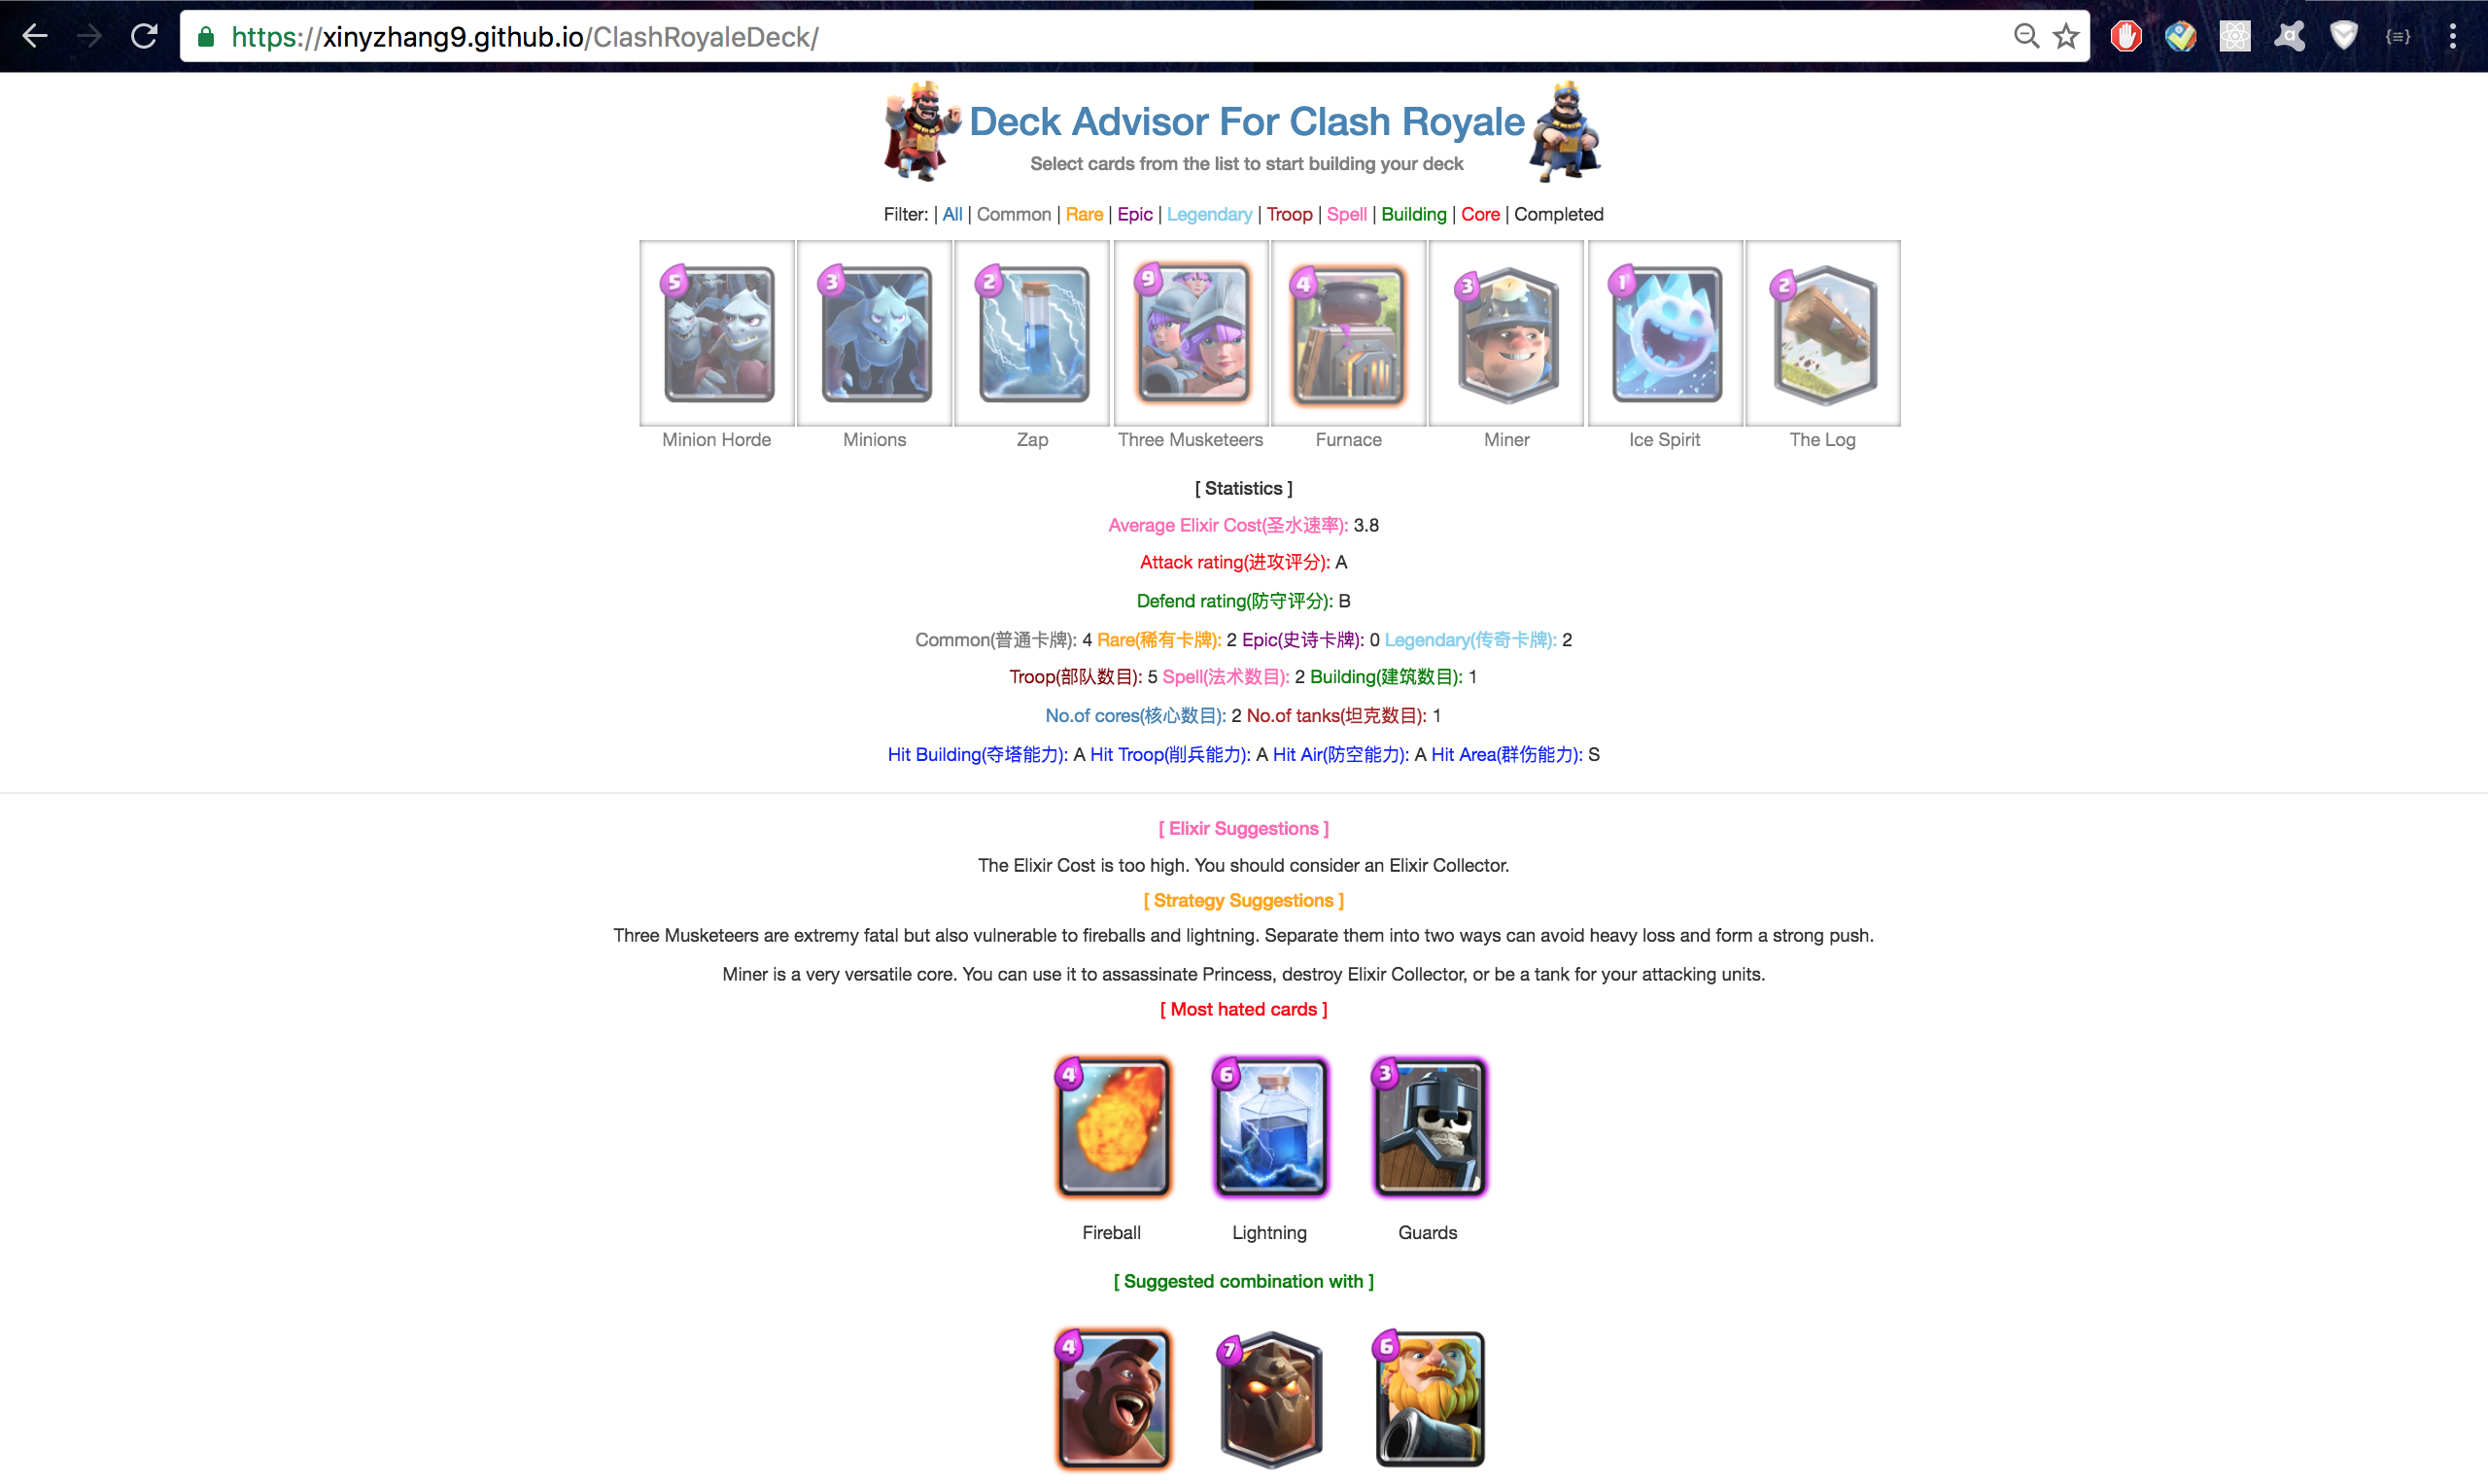 https://xinyzhang9.github.io/ClashRoyaleDeck/
Deck Advisor For Clash Royale
Select cards from the list to start building your deck
Filter: | All | Common | Rare | Epic | Legendary | Troop | Spell | Building | Core | Completed
5 3 2 9 4 3 1 2
Minion Horde Minions Zap Three Musketeers Furnace Miner Ice Spirit The Log
[ Statistics ]
Average Elixir Cost(圣水速率): 3.8
Attack rating(进攻评分): A
Defend rating(防守评分): B
Common(普通卡牌): 4 Rare(稀有卡牌): 2 Epic(史诗卡牌): 0 Legendary(传奇卡牌): 2
Troop(部队数目): 5 Spell(法术数目): 2 Building(建筑数目): 1
No.of cores(核心数目): 2 No.of tanks(坦克数目): 1
Hit Building(夺塔能力): A Hit Troop(削兵能力): A Hit Air(防空能力): A Hit Area(群伤能力): S
[ Elixir Suggestions ]
The Elixir Cost is too high. You should consider an Elixir Collector.
[ Strategy Suggestions ]
Three Musketeers are extremy fatal but also vulnerable to fireballs and lightning. Separate them into two ways can avoid heavy loss and form a strong push.
Miner is a very versatile core. You can use it to assassinate Princess, destroy Elixir Collector, or be a tank for your attacking units.
[ Most hated cards ]
4 6 3
Fireball Lightning Guards
[ Suggested combination with ]
4 7 6